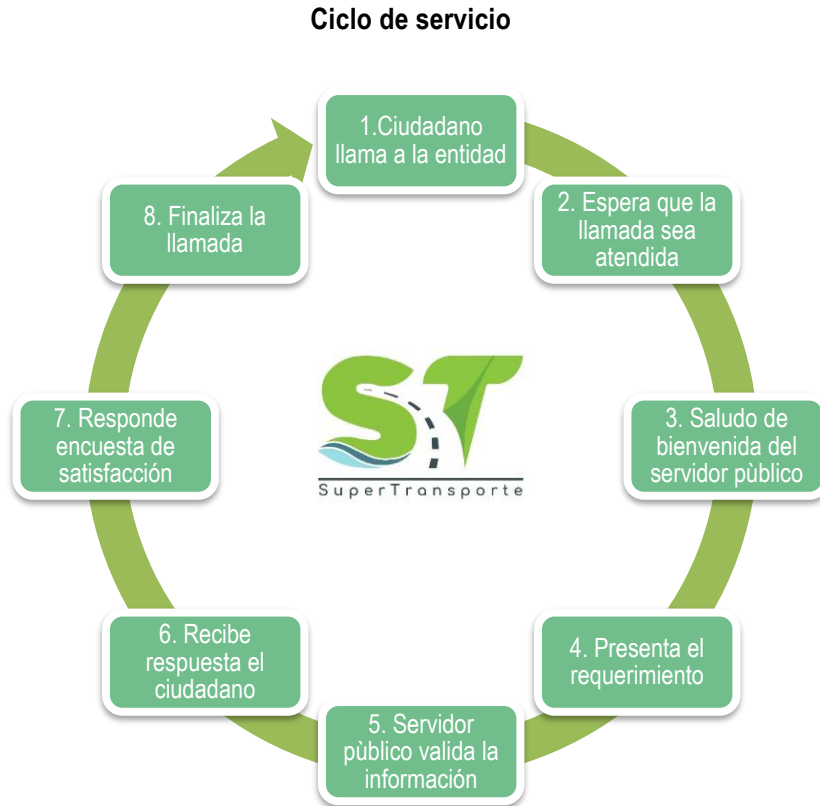 Ciclo de servicio
1.Ciudadano
llama a la entidad
2. Espera que la
llamada sea
atendida
3. Saludo de
bienvenida del
servidor pùblico
4. Presenta el
requerimiento
5. Servidor
pùblico valida la
información
6. Recibe
respuesta el
ciudadano
7. Responde
encuesta de
satisfacción
8. Finaliza la
llamada
ST
SuperTransporte